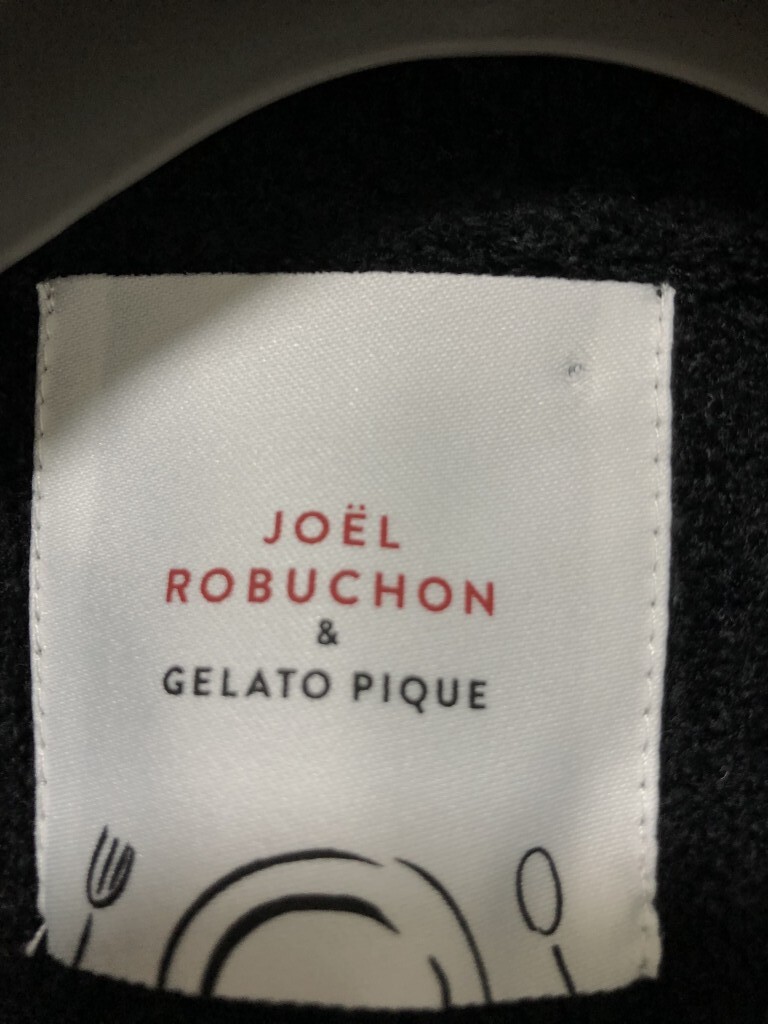 JOËL
ROBUCHON
&
GELATO PIQUE